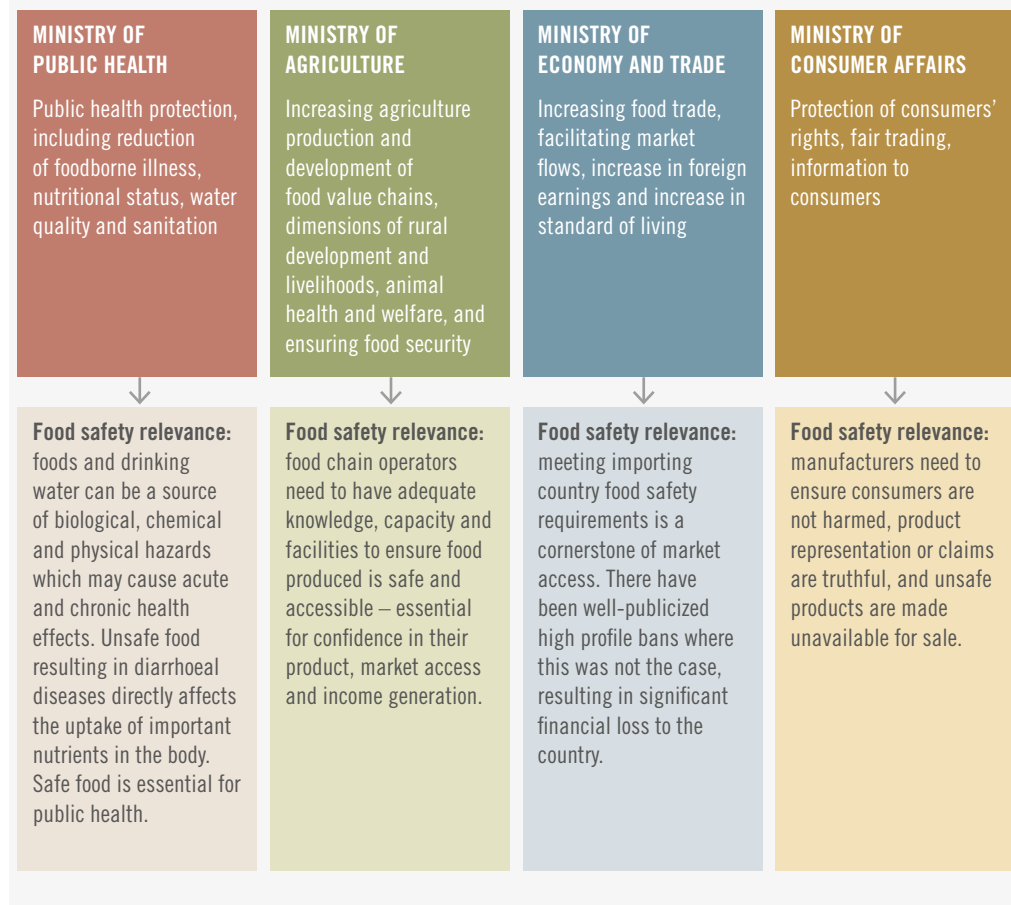 MINISTRY OF
PUBLIC HEALTH
Public health protection,
including reduction
of foodborne illness,
nutritional status, water
quality and sanitation
Food safety relevance:
foods and drinking
water can be a source
of biological, chemical
and physical hazards
which may cause acute
and chronic health
effects. Unsafe food
resulting in diarrhoeal
diseases directly affects
the uptake of important
nutrients in the body.
Safe food is essential for
public health.
MINISTRY OF
AGRICULTURE
Increasing agriculture
production and
development of
food value chains,
dimensions of rural
development and
livelihoods, animal
health and welfare, and
ensuring food security
Food safety relevance:
food chain operators
need to have adequate
knowledge, capacity and
facilities to ensure food
produced is safe and
accessible – essential
for confidence in their
product, market access
and income generation.
MINISTRY OF
ECONOMY AND TRADE
Increasing food trade,
facilitating market
flows, increase in foreign
earnings and increase in
standard of living
Food safety relevance:
meeting importing
country food safety
requirements is a
cornerstone of market
access. There have
been well-publicized
high profile bans where
this was not the case,
resulting in significant
financial loss to the
country.
MINISTRY OF
CONSUMER AFFAIRS
Protection of consumers’
rights, fair trading,
information to
consumers
Food safety relevance:
manufacturers need to
ensure consumers are
not harmed, product
representation or claims
are truthful, and unsafe
products are made
unavailable for sale.